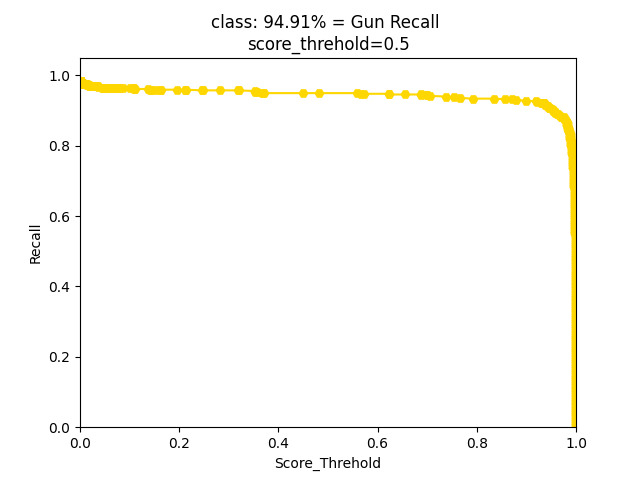 class: 94.91% = Gun Recall
score_threhold=0.5
1.0
0.8
0.6
0.4
0.2
0.0
Recall
0.0 0.2 0.4 0.6 0.8 1.0
Score_Threhold